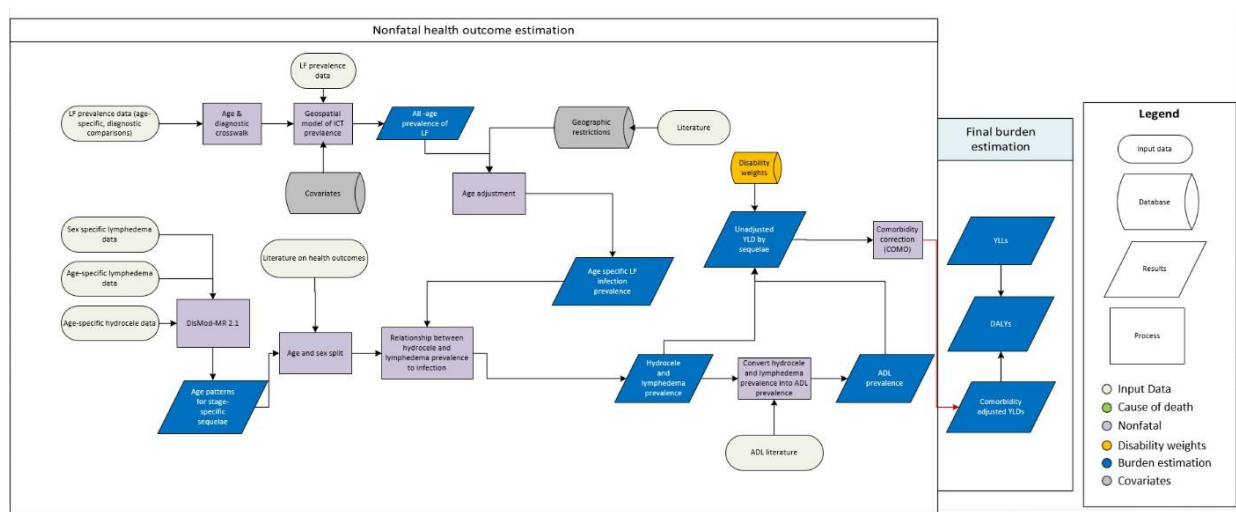 Nonfatal health outcome estimation
LF prevalence
data
LF prevalence data (age-
specific, diagnostic
comparisons)
Age &
diagnostic
crosswalk
Geospatial
model of ICT
prevlaence
All -age
prevalence of
LF
Geographic
restrictions
Literature
Covariates
Age adjustment
Disability
weights
Sex specific lymphedema
data
Age-specific lymphedema
data
Age-specific hydrocele data
DisMod-MR 2.1
Literature on health outcomes
Age specific LF
infection
prevalence
Unadjusted
YLD by
sequelae
Comorbidity
correction
(COMO)
Age and sex split
Relationship between
hydrocele and
lymphedema prevalence to
infection
Age patterns
for stage-
specific
sequelae
Hydrocele
and
lymphedema
prevalence
Convert hydrocele
and lymphedema
prevalence into ADL
prevalence
ADL
prevalence
ADL literature
Final burden
estimation
YLLs
DALYs
Comorbidity
adjusted YLDs
Legend
Input data
Database
Results
Process
Input Data
Cause of death
Nonfatal
Disability weights
Burden estimation
Covariates